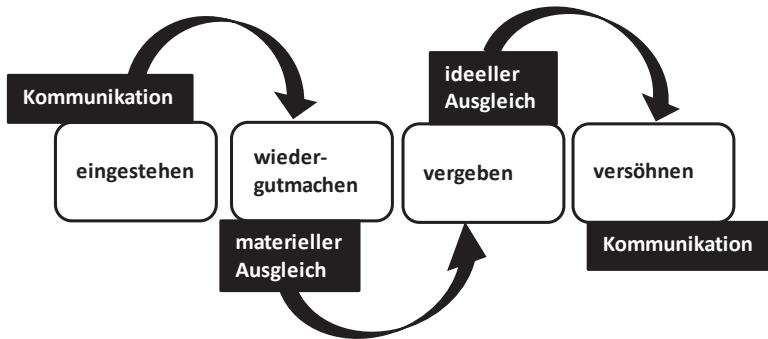 Kommunikation
eingestehen
wieder-
gutmachen
materieller
Ausgleich
ideeller
Ausgleich
vergeben
versöhnen
Kommunikation